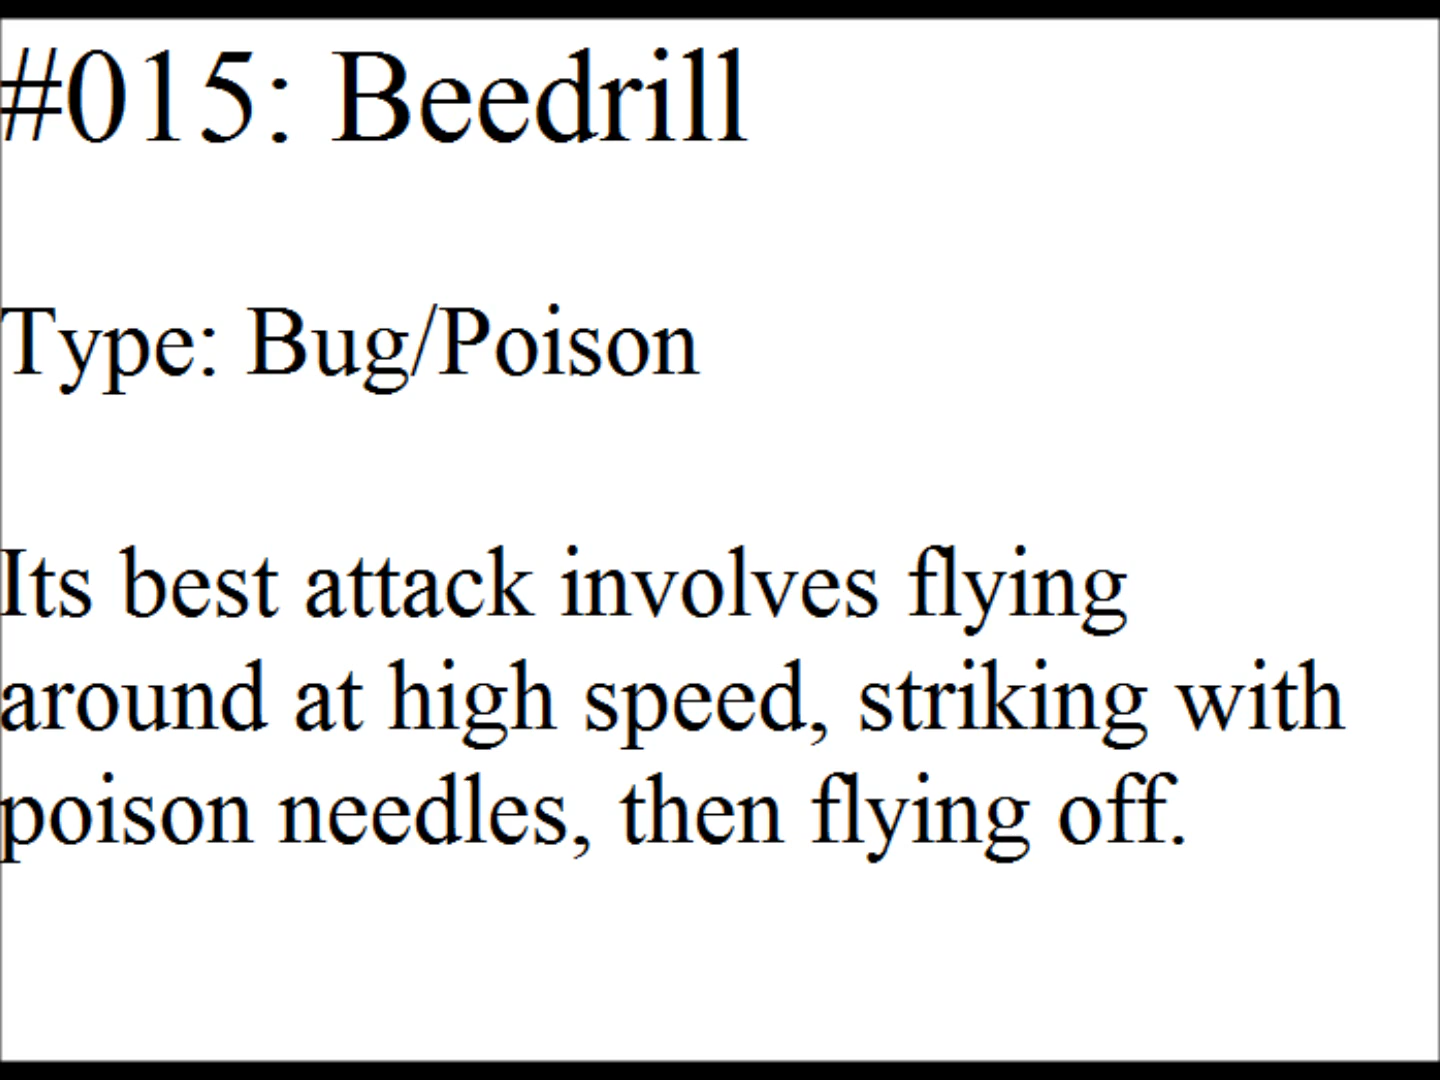 #015: Beedrill
Type: Bug/Poison
Its best attack involves flying
around at high speed, striking with
poison needles, then flying off.